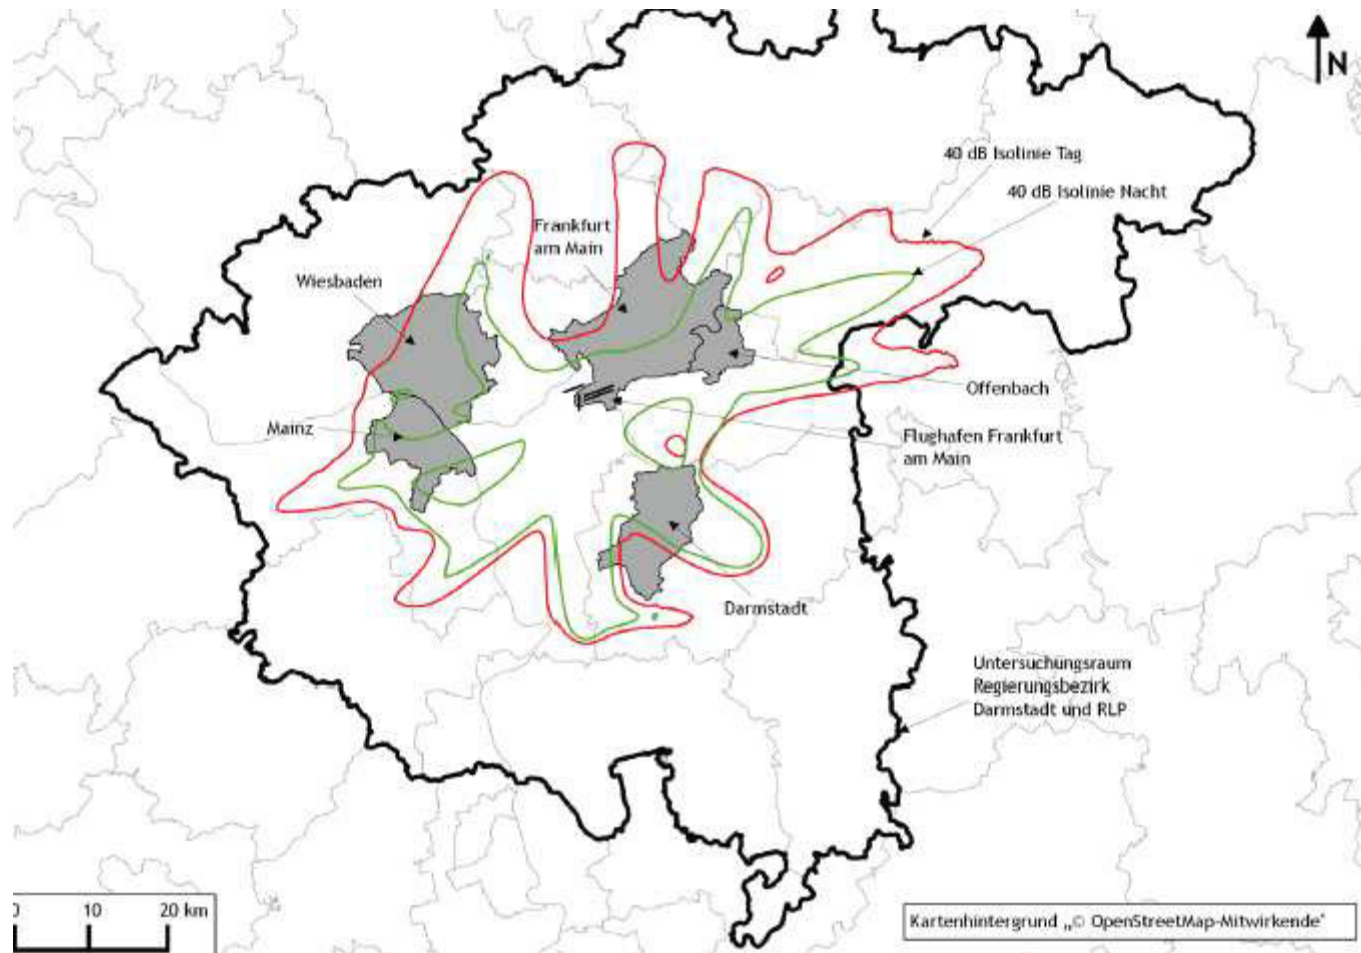 N
40 dB Isolinie Tag
40 dB Isolinie Nacht
Frankfurt
am Main
Wiesbaden
Offenbach
Mainz
Flughafen Frankfurt
am Main
Darmstadt
Untersuchungsraum
Regierungsbezirk
Darmstadt und RLP
0 10 20 km
Kartenhintergrund „© OpenStreetMap-Mitwirkende"